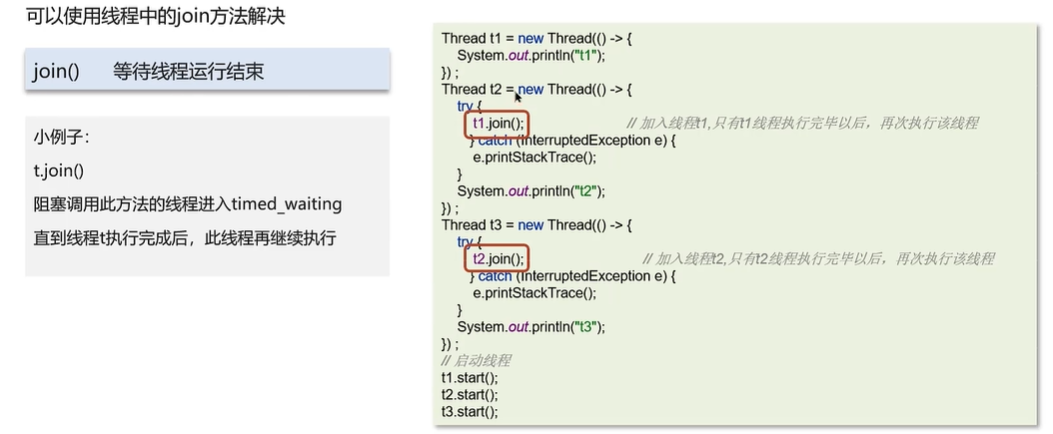 可以使用线程中的join方法解决
join() 等待线程运行结束
小例子：
t.join()
阻塞调用此方法的线程进入timed_waiting
直到线程t执行完成后，此线程再继续执行
Thread t1 = new Thread(() -> {
System.out.println("t1");
}) ;
Thread t2 = new Thread(() -> {
try {
t1.join(); // 加入线程t1,只有t1线程执行完毕以后，再次执行该线程
} catch (InterruptedException e) {
e.printStackTrace();
}
System.out.println("t2");
}) ;
Thread t3 = new Thread(() -> {
try {
t2.join(); // 加入线程t2,只有t2线程执行完毕以后，再次执行该线程
} catch (InterruptedException e) {
e.printStackTrace();
}
System.out.println("t3");
}) ;
// 启动线程
t1.start();
t2.start();
t3.start();